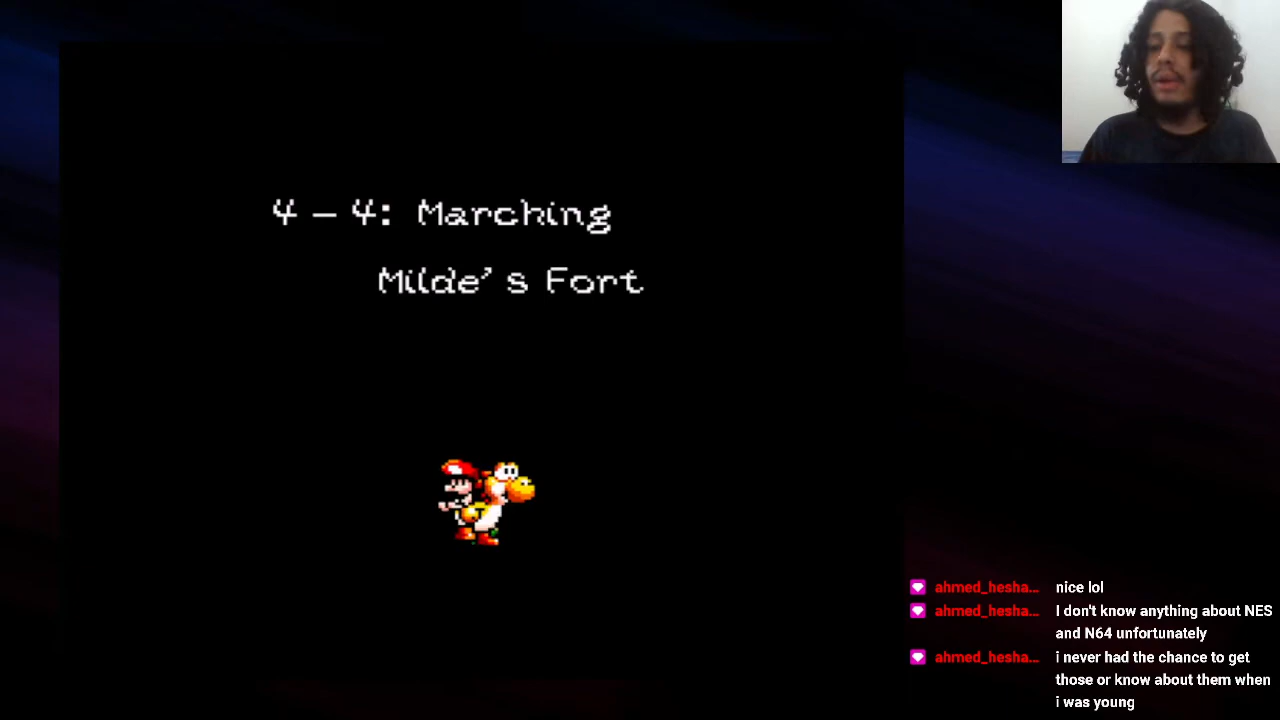 4 - 4: Marching
Milde's Fort
ahmed_hesha... nice lol
ahmed_hesha... I don't know anything about NES
and N64 unfortunately
ahmed_hesha... i never had the chance to get
those or know about them when
i was young